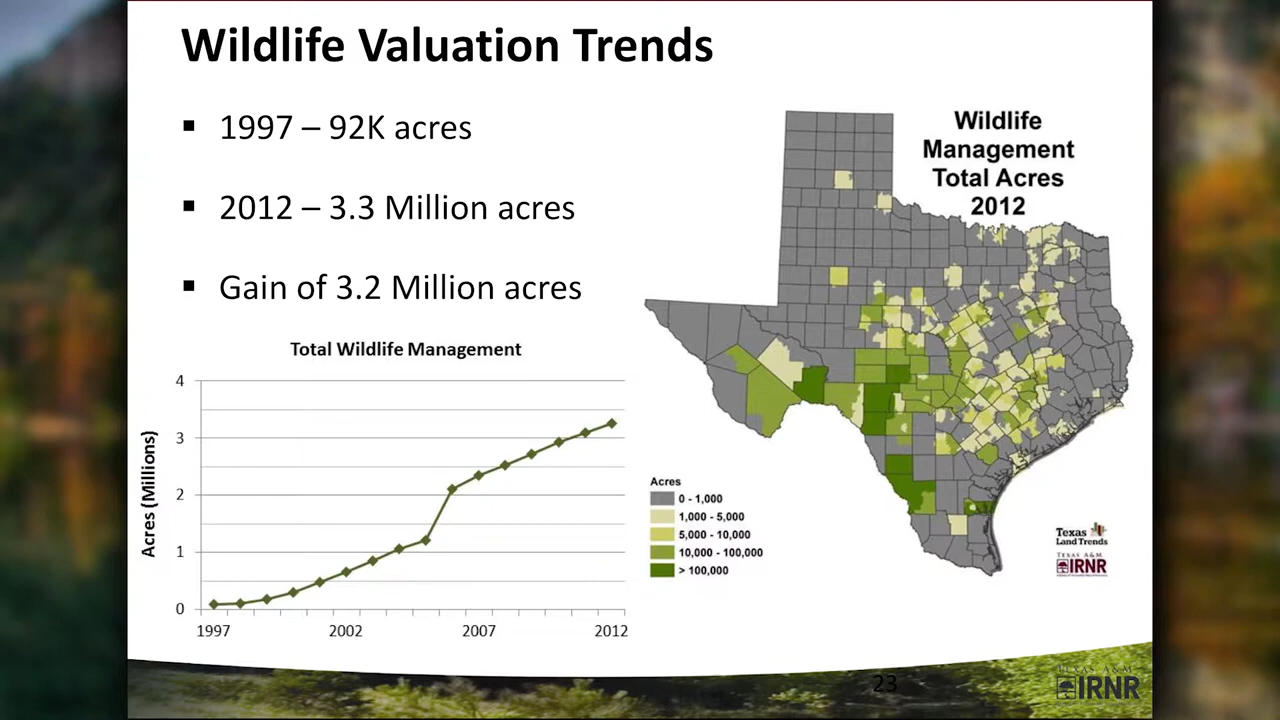 Wildlife Valuation Trends
▪ 1997 – 92K acres
▪ 2012 – 3.3 Million acres
▪ Gain of 3.2 Million acres
Total Wildlife Management
Acres (Millions)
4
3
2
1
0
1997 2002 2007 2012
Wildlife
Management
Total Acres
2012
Acres
0 - 1,000
1,000 - 5,000
5,000 - 10,000
10,000 - 100,000
> 100,000
Texas
Land Trends
TEXAS A&M
IRNR
23
TEXAS A&M
IRNR